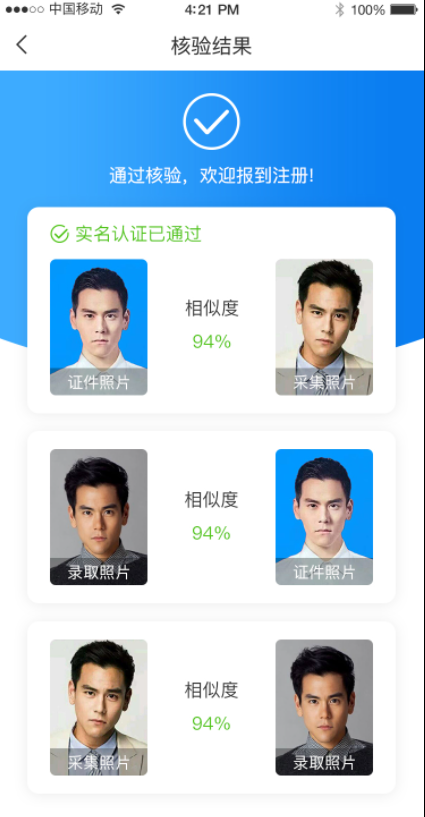 中国移动 4:21 PM 100%
核验结果
通过核验，欢迎报到注册!
实名认证已通过
相似度
94%
证件照片 采集照片
相似度
94%
录取照片 证件照片
相似度
94%
采集照片 录取照片